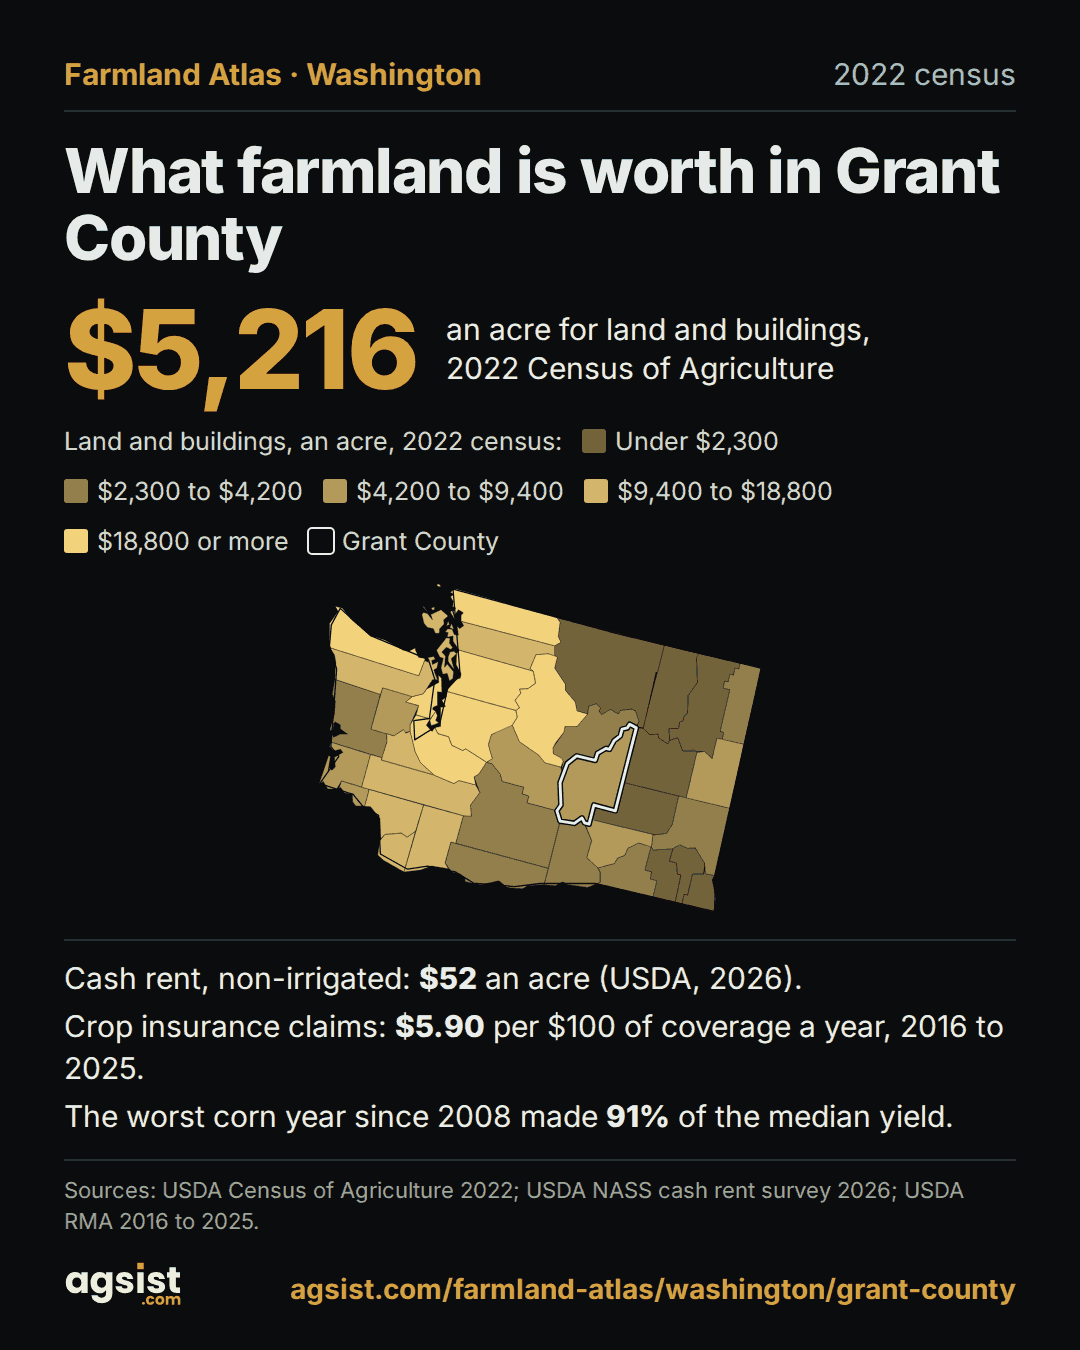 Farmland Atlas · Washington
2022 census
What farmland is worth in Grant
County
$5,216
an acre for land and buildings,
2022 Census of Agriculture
Land and buildings, an acre, 2022 census: Under $2,300
$2,300 to $4,200 $4,200 to $9,400 $9,400 to $18,800
$18,800 or more Grant County
Cash rent, non-irrigated: $52 an acre (USDA, 2026).
Crop insurance claims: $5.90 per $100 of coverage a year, 2016 to
2025.
The worst corn year since 2008 made 91% of the median yield.
Sources: USDA Census of Agriculture 2022; USDA NASS cash rent survey 2026; USDA
RMA 2016 to 2025.
agsist
.com
agsist.com/farmland-atlas/washington/grant-county